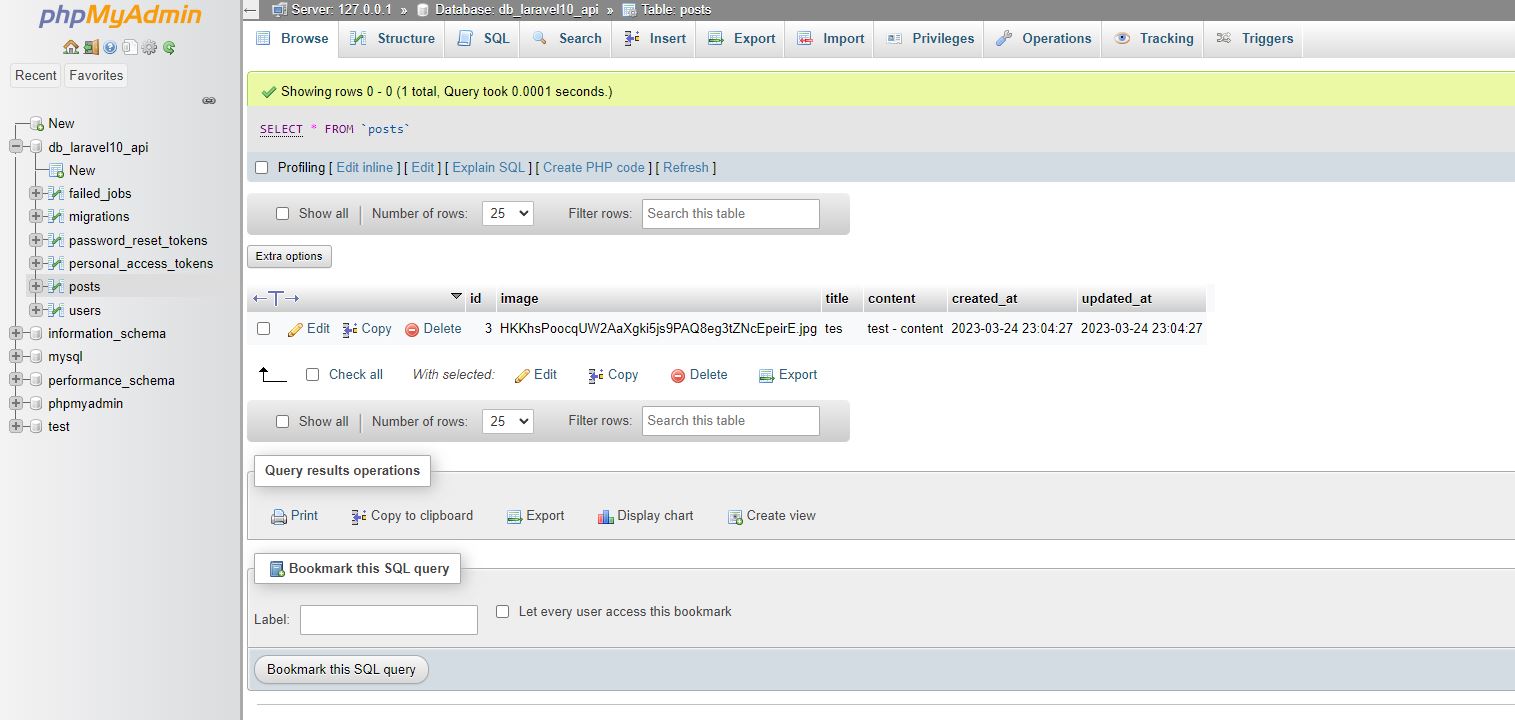 phpMyAdmin
Recent Favorites
New
db_laravel10_api
New
failed_jobs
migrations
password_reset_tokens
personal_access_tokens
posts
users
information_schema
mysql
performance_schema
phpmyadmin
test
Server: 127.0.0.1 » Database: db_laravel10_api » Table: posts
Browse Structure SQL Search Insert Export Import Privileges Operations Tracking Triggers
Showing rows 0 - 0 (1 total, Query took 0.0001 seconds.)
SELECT * FROM `posts`
Profiling [ Edit inline ] [ Edit ] [ Explain SQL ] [ Create PHP code ] [ Refresh ]
Show all | Number of rows: 25 Filter rows: Search this table
Extra options
←T→ id image title content created_at updated_at
Edit Copy Delete 3 HKKhsPoocqUW2AaXgki5js9PAQ8eg3tZNcEpeirE.jpg tes test - content 2023-03-24 23:04:27 2023-03-24 23:04:27
Check all With selected: Edit Copy Delete Export
Show all | Number of rows: 25 Filter rows: Search this table
Query results operations
Print Copy to clipboard Export Display chart Create view
Bookmark this SQL query
Label: Let every user access this bookmark
Bookmark this SQL query